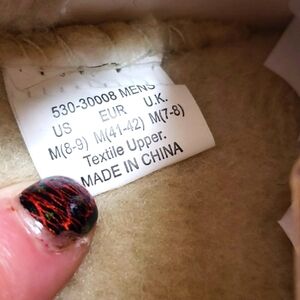 530-30008 MENS
US EUR U.K.
M(8-9) M(41-42) M(7-8)
Textile Upper.
MADE IN CHINA